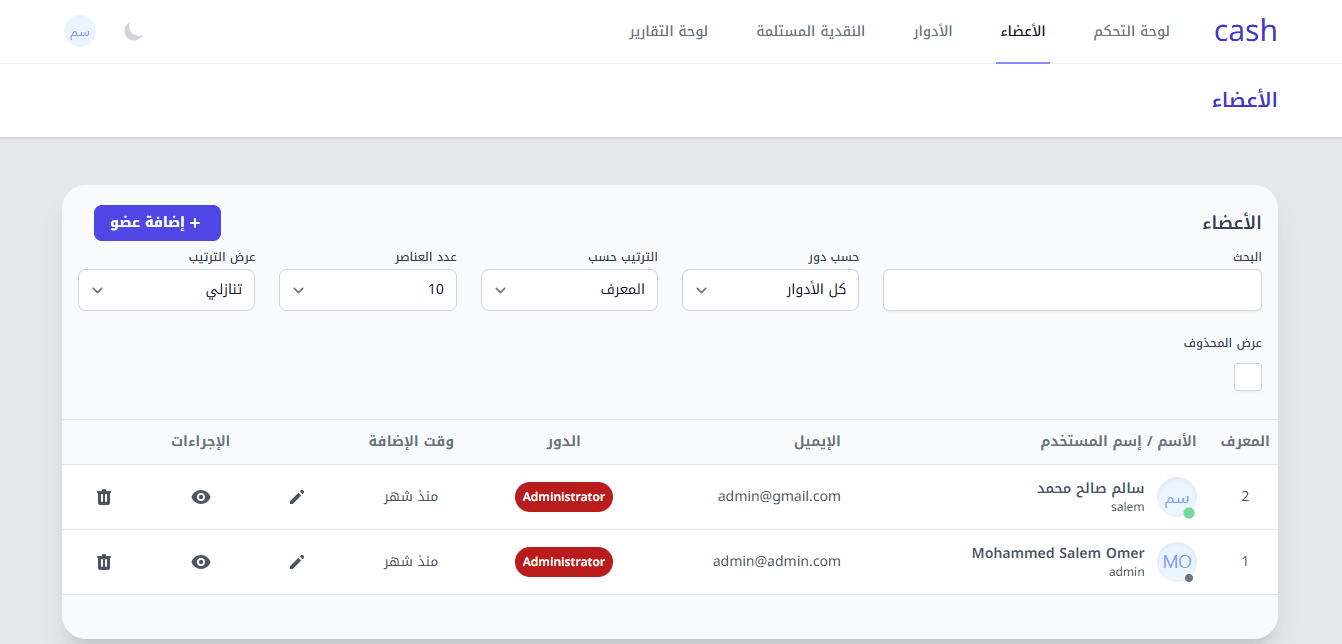 cash
لوحة التحكم
الأعضاء
الأدوار
النقدية المستلمة
لوحة التقارير
سم
الأعضاء
الأعضاء
+ إضافة عضو
البحث
حسب دور
الترتيب حسب
عدد العناصر
عرض الترتيب
كل الأدوار
المعرف
10
تنازلي
عرض المحذوف
المعرف
الأسم / إسم المستخدم
الإيميل
الدور
وقت الإضافة
الإجراءات
2
سم
سالم صالح محمد
salem
admin@gmail.com
Administrator
منذ شهر
1
MO
Mohammed Salem Omer
admin
admin@admin.com
Administrator
منذ شهر